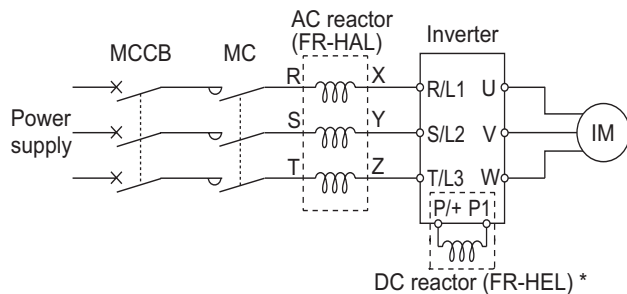 AC reactor
(FR-HAL)
Inverter
MCCB
MC
R
X
R/L1
U
Power
supply
S
Y
S/L2
V
IM
T
Z
T/L3
W
P/+
P1
DC reactor (FR-HEL) *